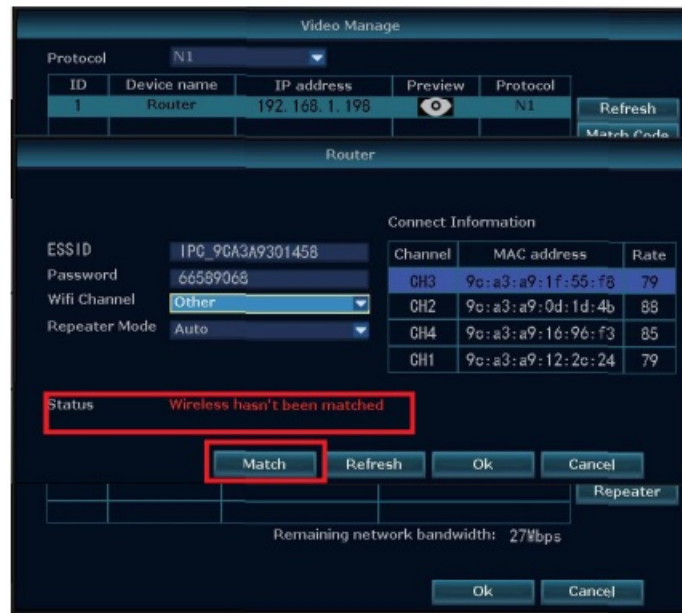 Video Manage
Protocol N1
ID Device name IP address Preview Protocol
1 Router 192.168.1.198 N1 Refresh
Match Code
Router
Connect Information
ESSID IPC_9CA3A9301458 Channel MAC address Rate
Password 66589068 CH3 9c:a3:a9:1f:55:f8 79
Wifi Channel Other CH2 9c:a3:a9:0d:1d:4b 88
Repeater Mode Auto CH4 9c:a3:a9:16:96:f3 85
CH1 9c:a3:a9:12:2c:24 79
Status Wireless hasn't been matched
Match Refresh Ok Cancel
Repeater
Remaining network bandwidth: 27Mbps
Ok Cancel